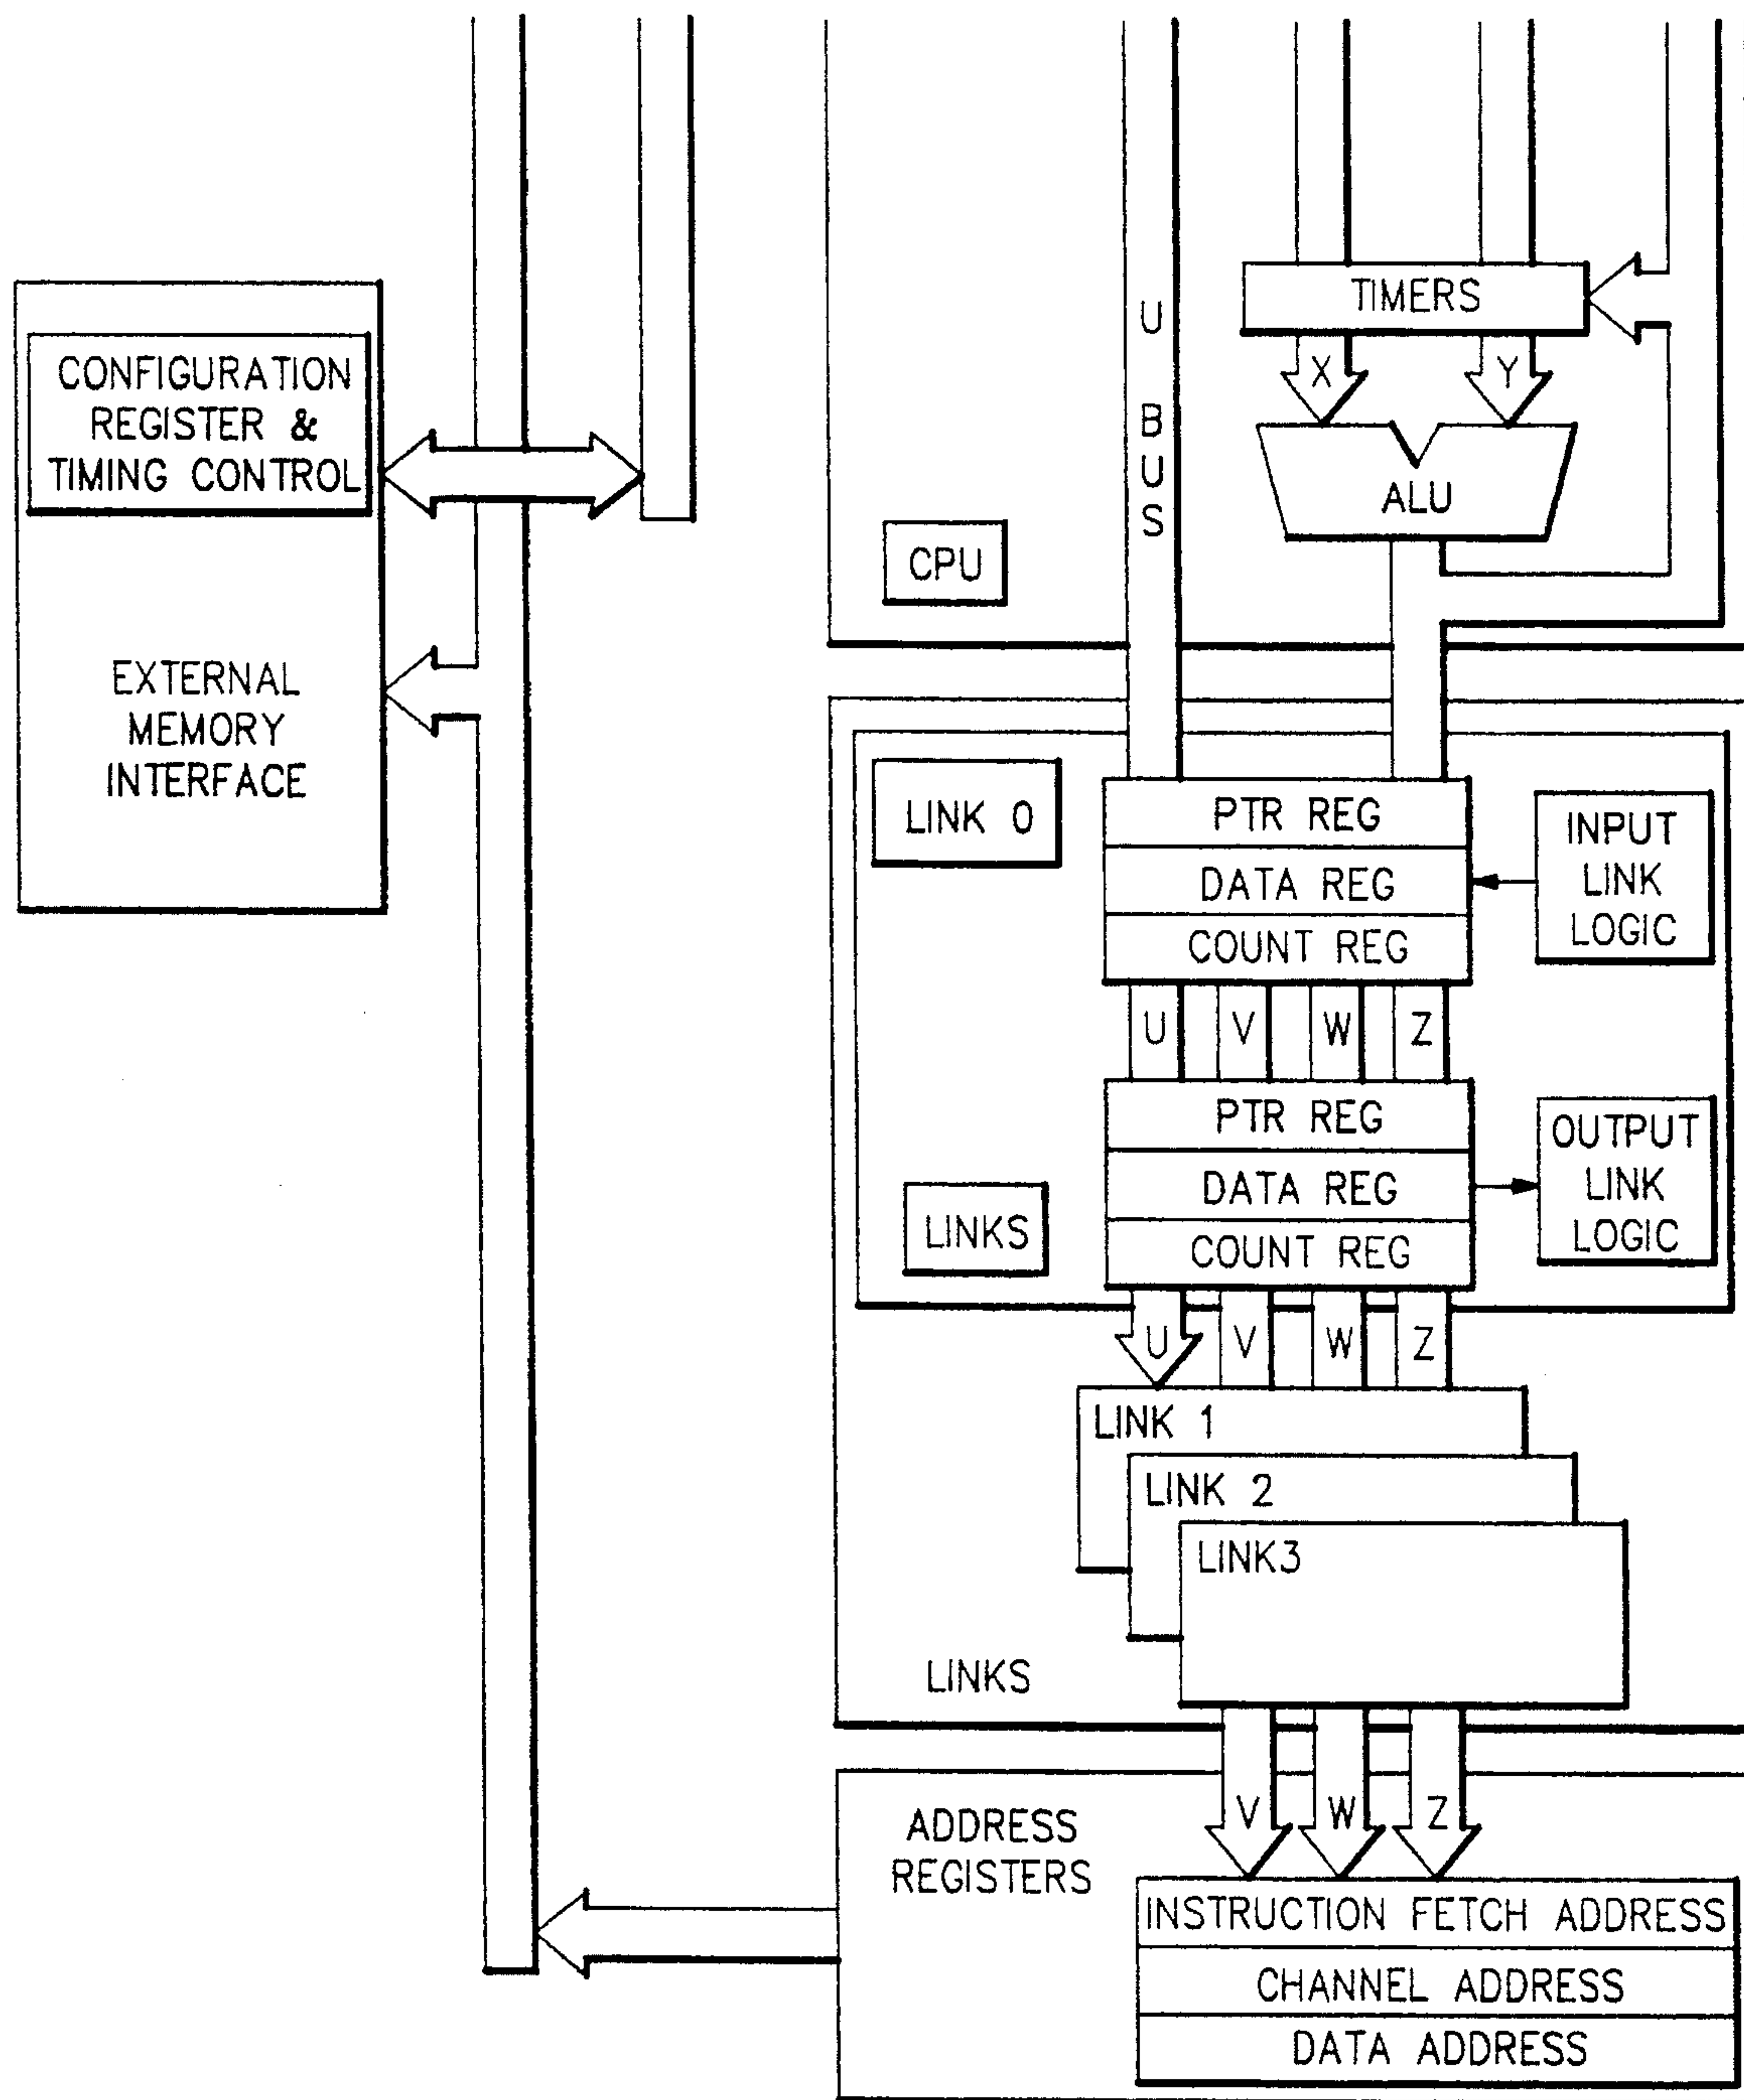 TIMERS
X
Y
ALU
U BUS
CPU
CONFIGURATION
REGISTER &
TIMING CONTROL
EXTERNAL
MEMORY
INTERFACE
LINK 0
PTR REG
DATA REG
COUNT REG
INPUT
LINK
LOGIC
U
V
W
Z
PTR REG
DATA REG
COUNT REG
OUTPUT
LINK
LOGIC
LINKS
U
V
W
Z
LINK 1
LINK 2
LINK3
LINKS
V
W
Z
ADDRESS
REGISTERS
INSTRUCTION FETCH ADDRESS
CHANNEL ADDRESS
DATA ADDRESS